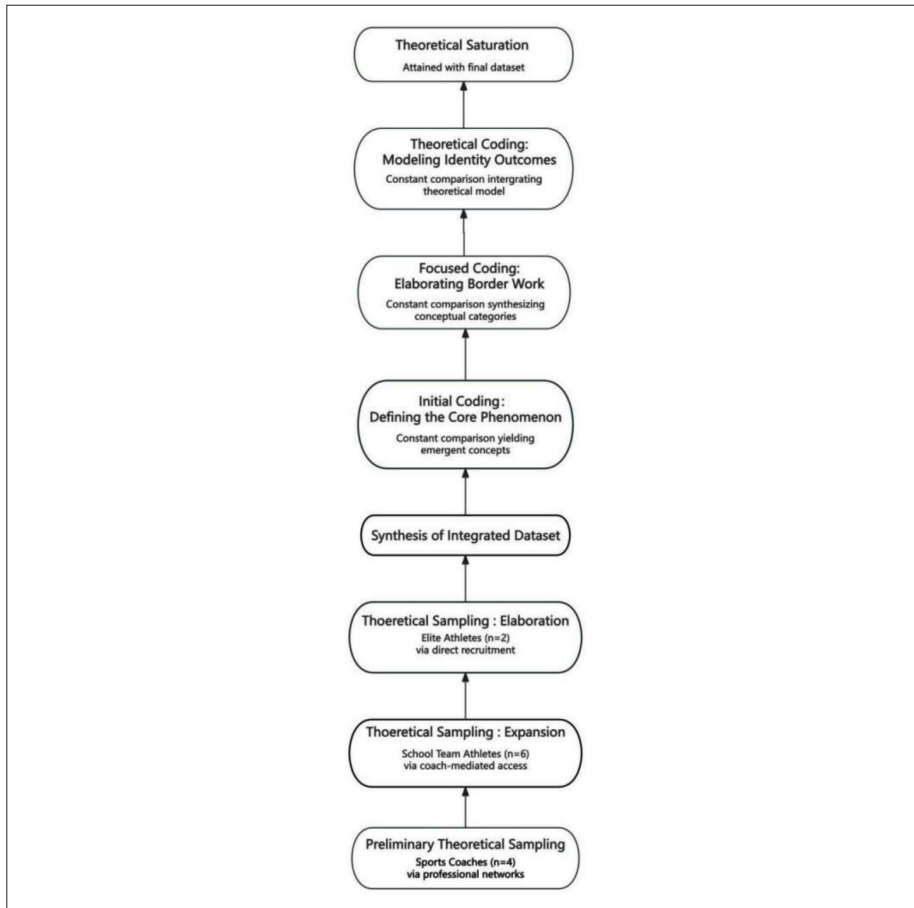 Theoretical Saturation
Attained with final dataset
Theoretical Coding:
Modeling Identity Outcomes
Constant comparison intergrating
theoretical model
Focused Coding:
Elaborating Border Work
Constant comparison synthesizing
conceptual categories
Initial Coding:
Defining the Core Phenomenon
Constant comparison yielding
emergent concepts
Synthesis of Integrated Dataset
Thoeretical Sampling : Elaboration
Elite Athletes (n=2)
via direct recruitment
Thoeretical Sampling : Expansion
School Team Athletes (n=6)
via coach-mediated access
Preliminary Theoretical Sampling
Sports Coaches (n=4)
via professional networks